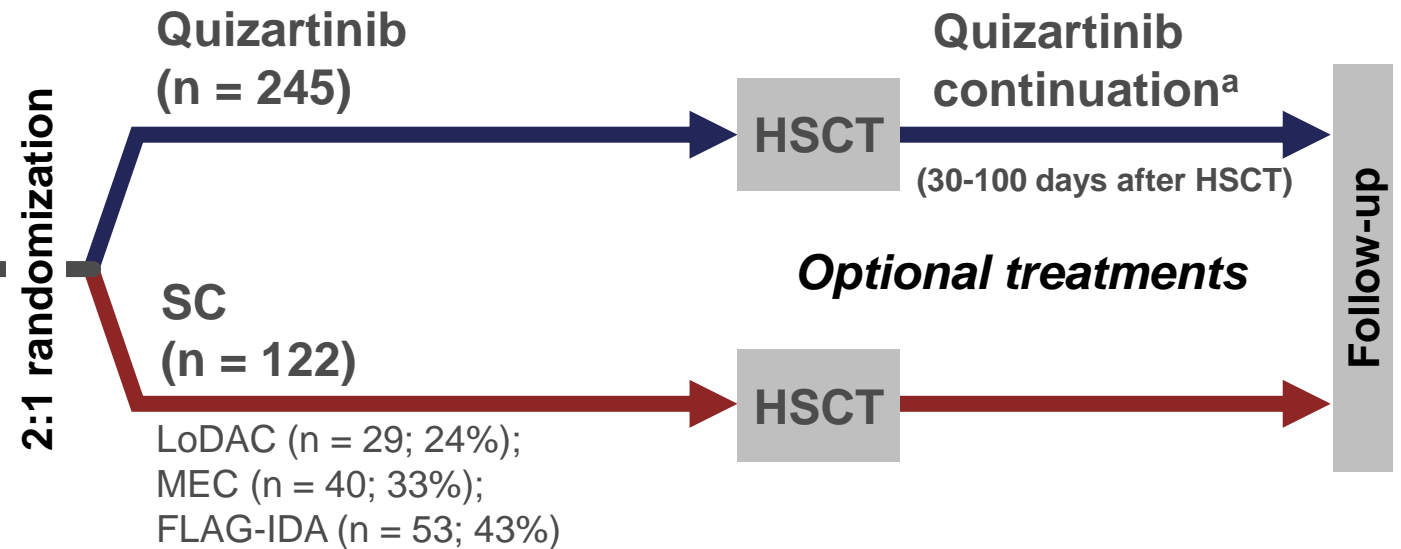 2:1 randomization
Quizartinib
(n = 245)
HSCT
Quizartinib
continuationᵃ
(30-100 days after HSCT)
Optional treatments
SC
(n = 122)
LoDAC (n = 29; 24%);
MEC (n = 40; 33%);
FLAG-IDA (n = 53; 43%)
HSCT
Follow-up